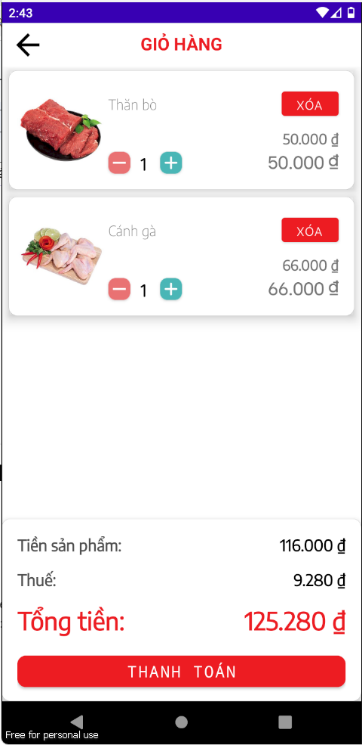 2:43
GIỎ HÀNG
Thăn bò
XÓA
50.000 ₫
1
50.000 ₫
Cánh gà
XÓA
66.000 ₫
1
66.000 ₫
Tiền sản phẩm: 116.000 ₫
Thuế: 9.280 ₫
Tổng tiền: 125.280 ₫
THANH TOÁN
Free for personal use